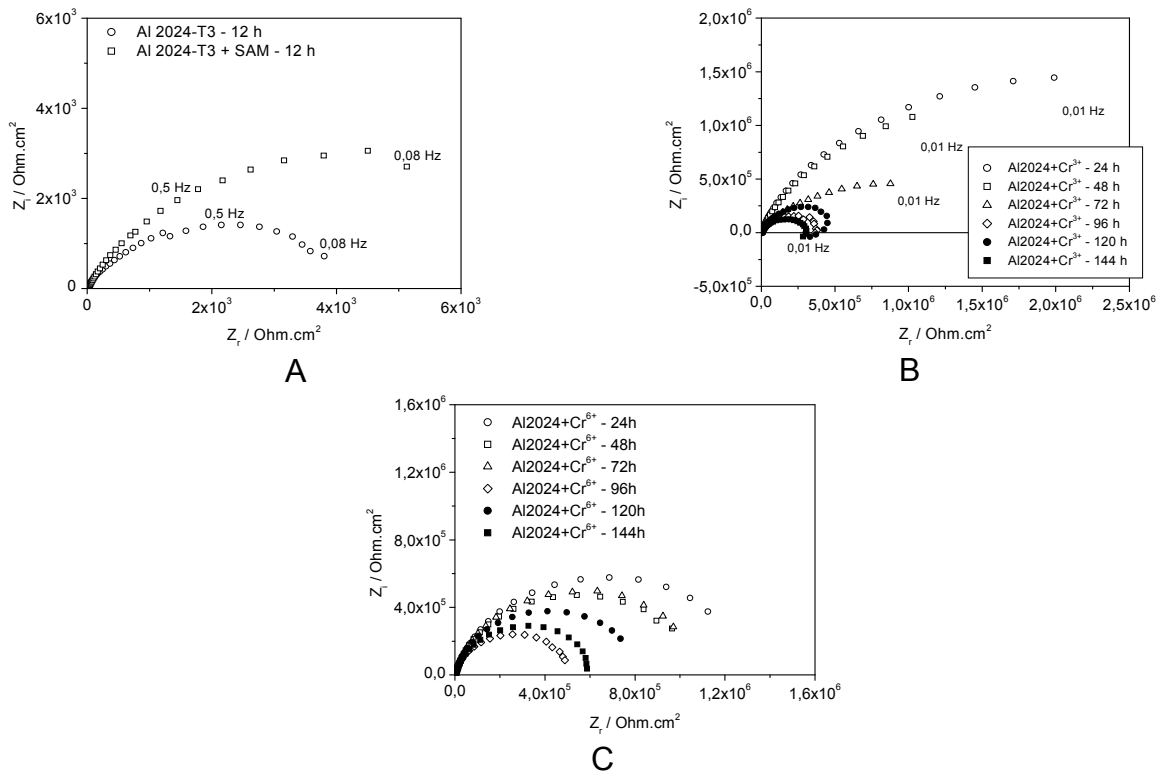 6x10³
4x10³
2x10³
0
Zᵢ / Ohm.cm²
Al 2024-T3 - 12 h
Al 2024-T3 + SAM - 12 h
0,5 Hz
0,08 Hz
0,5 Hz
0,08 Hz
0 2x10³ 4x10³ 6x10³
Zᵣ / Ohm.cm²
A
2,0x10⁶
1,5x10⁶
1,0x10⁶
5,0x10⁵
0,0
-5,0x10⁵
Zᵢ / Ohm.cm²
0,01 Hz
0,01 Hz
0,01 Hz
0,01 Hz
Al2024+Cr³⁺ - 24 h
Al2024+Cr³⁺ - 48 h
Al2024+Cr³⁺ - 72 h
Al2024+Cr³⁺ - 96 h
Al2024+Cr³⁺ - 120 h
Al2024+Cr³⁺ - 144 h
0,0 5,0x10⁵ 1,0x10⁶ 1,5x10⁶ 2,0x10⁶ 2,5x10⁶
Zᵣ / Ohm.cm²
B
1,6x10⁶
1,2x10⁶
8,0x10⁵
4,0x10⁵
0,0
Zᵢ / Ohm.cm²
Al2024+Cr⁶⁺ - 24h
Al2024+Cr⁶⁺ - 48h
Al2024+Cr⁶⁺ - 72h
Al2024+Cr⁶⁺ - 96h
Al2024+Cr⁶⁺ - 120h
Al2024+Cr⁶⁺ - 144h
0,0 4,0x10⁵ 8,0x10⁵ 1,2x10⁶ 1,6x10⁶
Zᵣ / Ohm.cm²
C